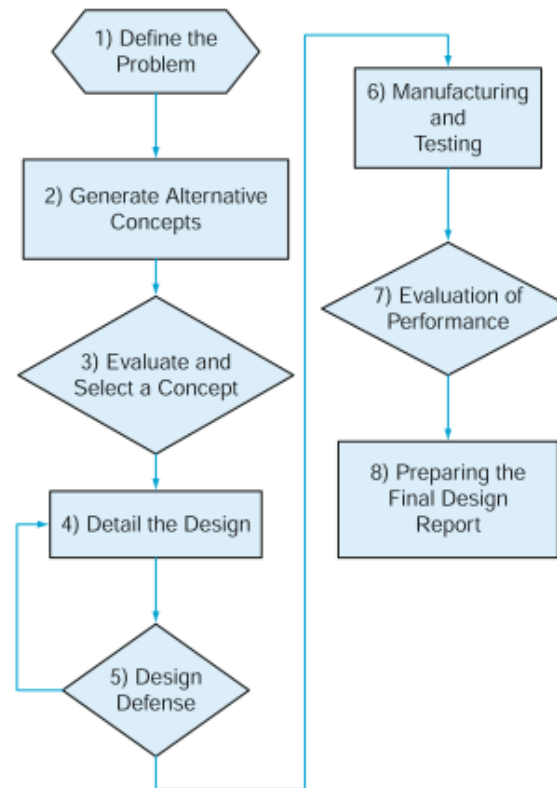 1) Define the
Problem
2) Generate Alternative
Concepts
3) Evaluate and
Select a Concept
4) Detail the Design
5) Design
Defense
6) Manufacturing
and
Testing
7) Evaluation of
Performance
8) Preparing the
Final Design
Report